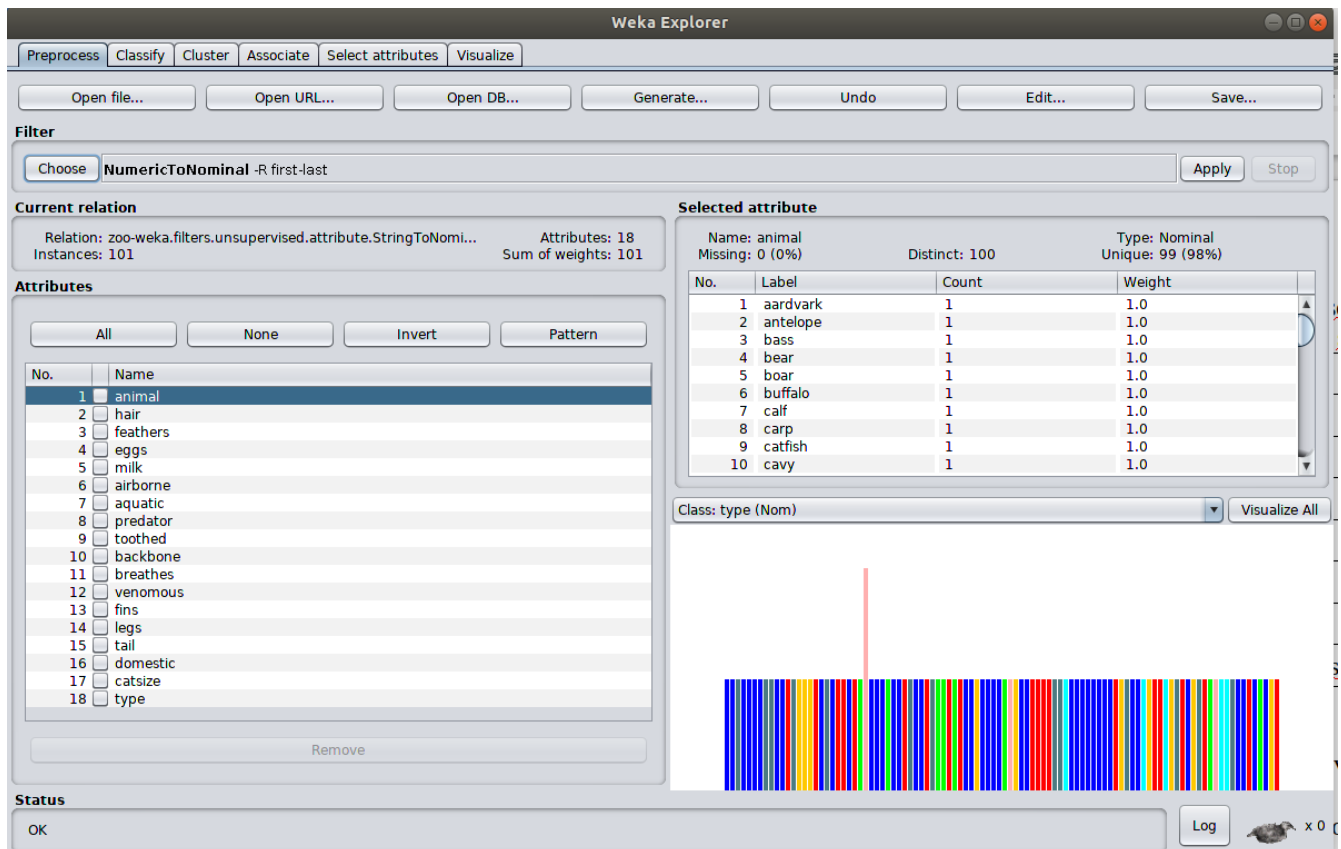 Weka Explorer
Preprocess Classify Cluster Associate Select attributes Visualize
Open file... Open URL... Open DB... Generate... Undo Edit... Save...
Filter
Choose NumericToNominal -R first-last Apply Stop
Current relation
Relation: zoo-weka.filters.unsupervised.attribute.StringToNomi... Attributes: 18
Instances: 101 Sum of weights: 101
Attributes
All None Invert Pattern
No. Name
1 animal
2 hair
3 feathers
4 eggs
5 milk
6 airborne
7 aquatic
8 predator
9 toothed
10 backbone
11 breathes
12 venomous
13 fins
14 legs
15 tail
16 domestic
17 catsize
18 type
Remove
Selected attribute
Name: animal Type: Nominal
Missing: 0 (0%) Distinct: 100 Unique: 99 (98%)
No. Label Count Weight
1 aardvark 1 1.0
2 antelope 1 1.0
3 bass 1 1.0
4 bear 1 1.0
5 boar 1 1.0
6 buffalo 1 1.0
7 calf 1 1.0
8 carp 1 1.0
9 catfish 1 1.0
10 cavy 1 1.0
Class: type (Nom) Visualize All
Status
OK Log x 0